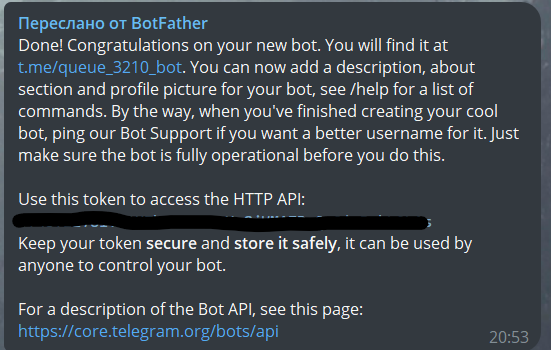 Переслано от BotFather
Done! Congratulations on your new bot. You will find it at
t.me/queue_3210_bot. You can now add a description, about
section and profile picture for your bot, see /help for a list of
commands. By the way, when you've finished creating your cool
bot, ping our Bot Support if you want a better username for it. Just
make sure the bot is fully operational before you do this.
Use this token to access the HTTP API:
Keep your token secure and store it safely, it can be used by
anyone to control your bot.
For a description of the Bot API, see this page:
https://core.telegram.org/bots/api
20:53